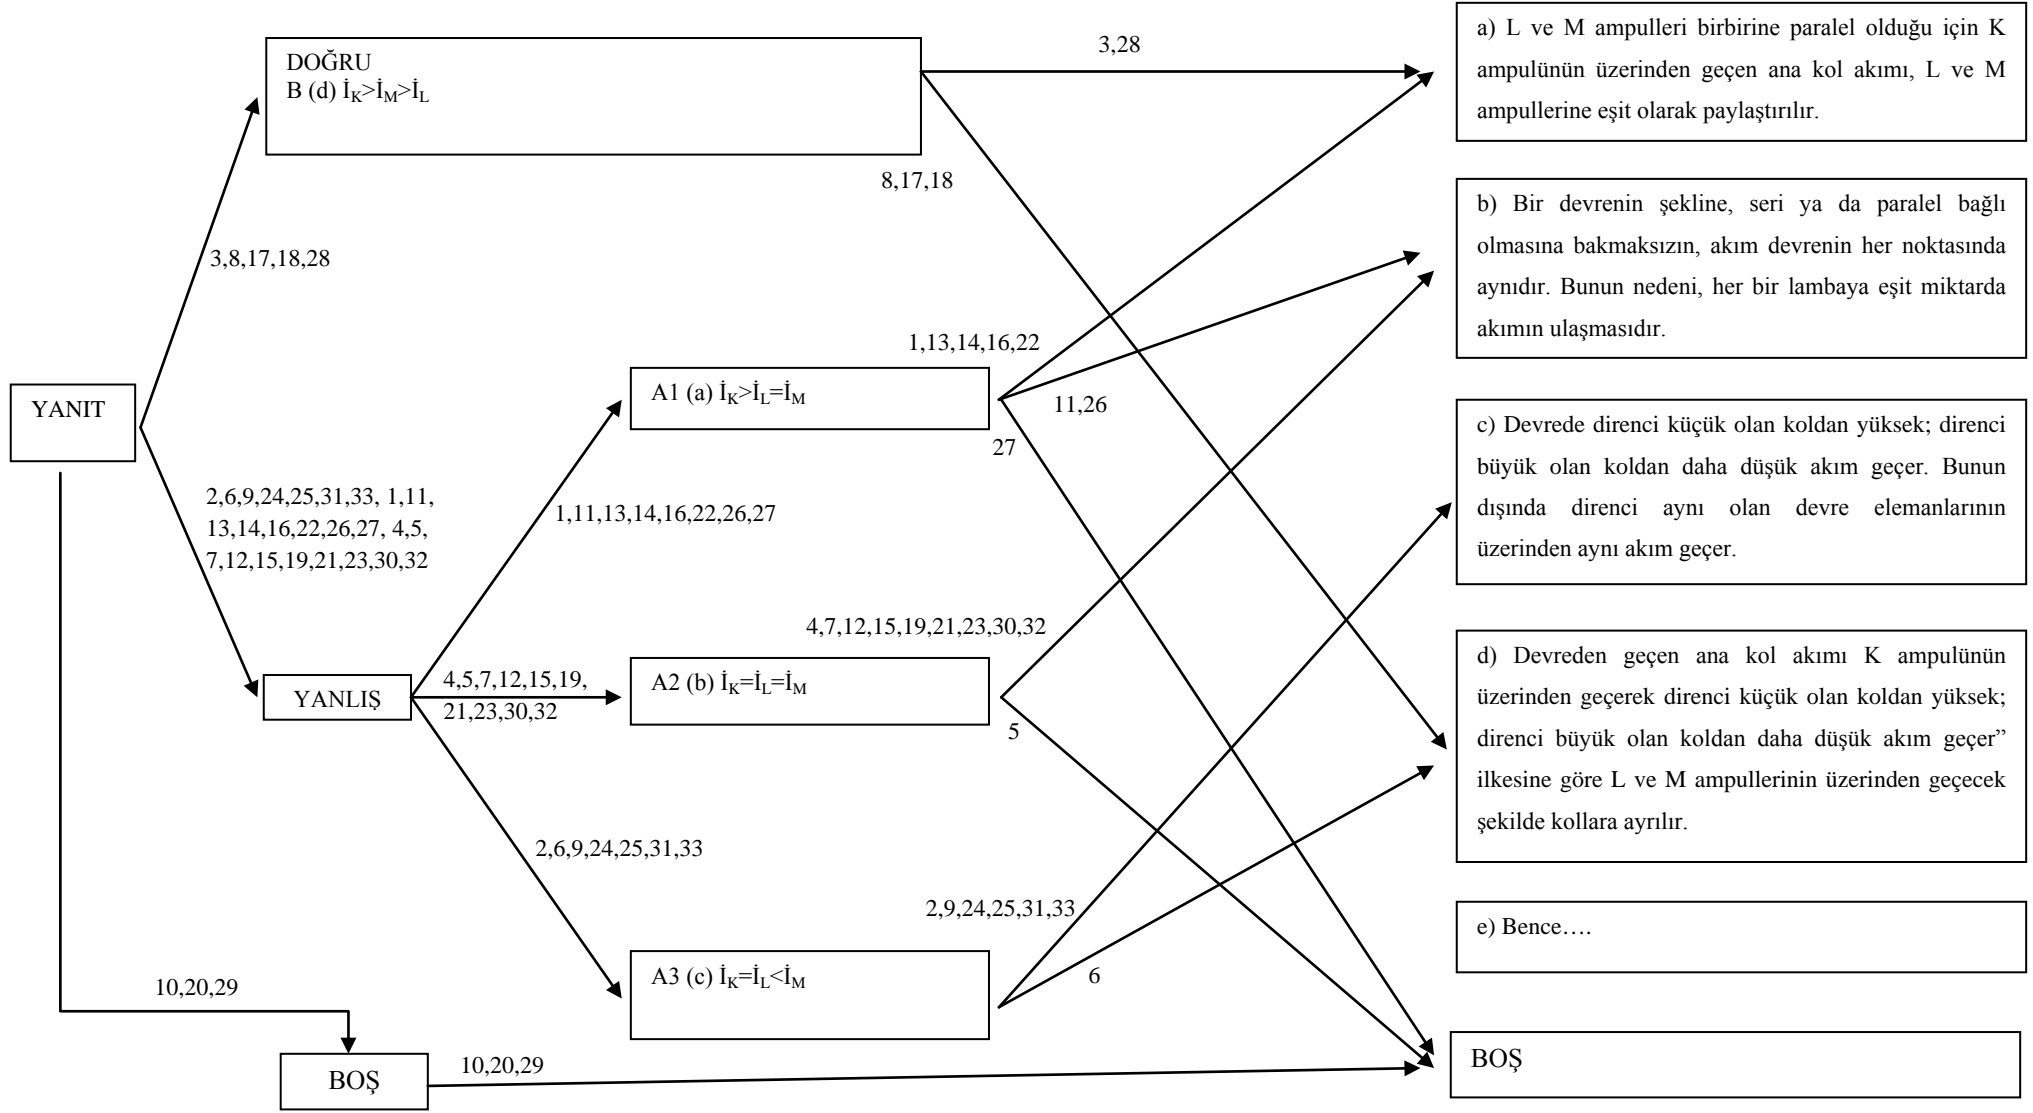 YANIT
3,8,17,18,28
2,6,9,24,25,31,33, 1,11,
13,14,16,22,26,27, 4,5,
7,12,15,19,21,23,30,32
10,20,29
DOĞRU
B (d) İK>İM>İL
3,28
8,17,18
YANLIŞ
1,11,13,14,16,22,26,27
4,5,7,12,15,19,
21,23,30,32
2,6,9,24,25,31,33
BOŞ
10,20,29
A1 (a) İK>İL=İM
1,13,14,16,22
11,26
27
A2 (b) İK=İL=İM
4,7,12,15,19,21,23,30,32
5
A3 (c) İK=İL<İM
2,9,24,25,31,33
6
a) L ve M ampulleri birbirine paralel olduğu için K
ampulünün üzerinden geçen ana kol akımı, L ve M
ampullerine eşit olarak paylaştırılır.
b) Bir devrenin şekline, seri ya da paralel bağlı
olmasına bakmaksızın, akım devrenin her noktasında
aynıdır. Bunun nedeni, her bir lambaya eşit miktarda
akımın ulaşmasıdır.
c) Devrede direnci küçük olan koldan yüksek; direnci
büyük olan koldan daha düşük akım geçer. Bunun
dışında direnci aynı olan devre elemanlarının
üzerinden aynı akım geçer.
d) Devreden geçen ana kol akımı K ampulünün
üzerinden geçerek direnci küçük olan koldan yüksek;
direnci büyük olan koldan daha düşük akım geçer”
ilkesine göre L ve M ampullerinin üzerinden geçecek
şekilde kollara ayrılır.
e) Bence….
BOŞ